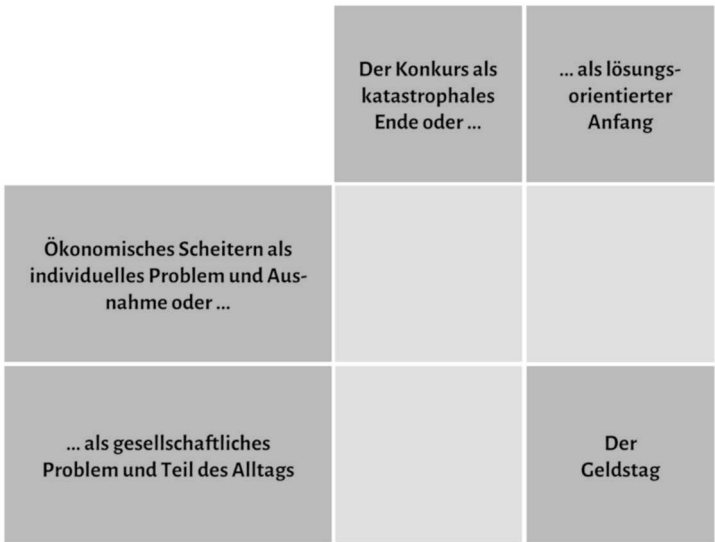 Der Konkurs als
katastrophales
Ende oder ...
... als lösungs-
orientierter
Anfang
Ökonomisches Scheitern als
individuelles Problem und Aus-
nahme oder ...
... als gesellschaftliches
Problem und Teil des Alltags
Der
Geldstag